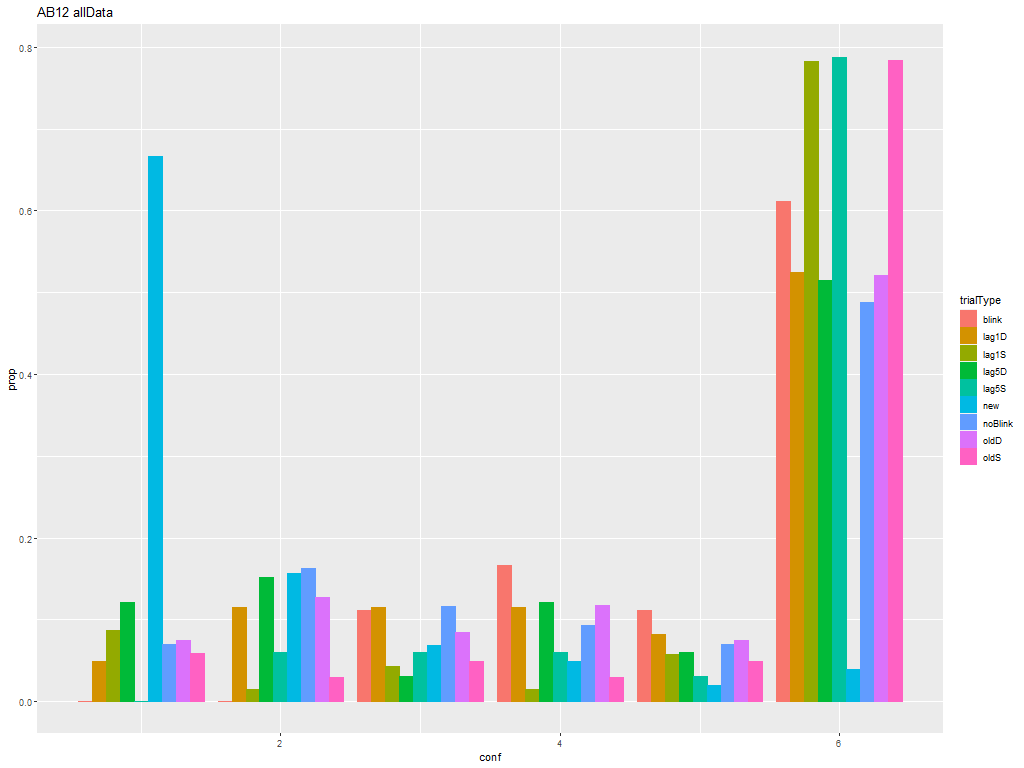 AB12 allData
0.8
0.6
0.4
0.2
0.0
prop
2
4
6
conf
trialType
blink
lag1D
lag1S
lag5D
lag5S
new
noBlink
oldD
oldS